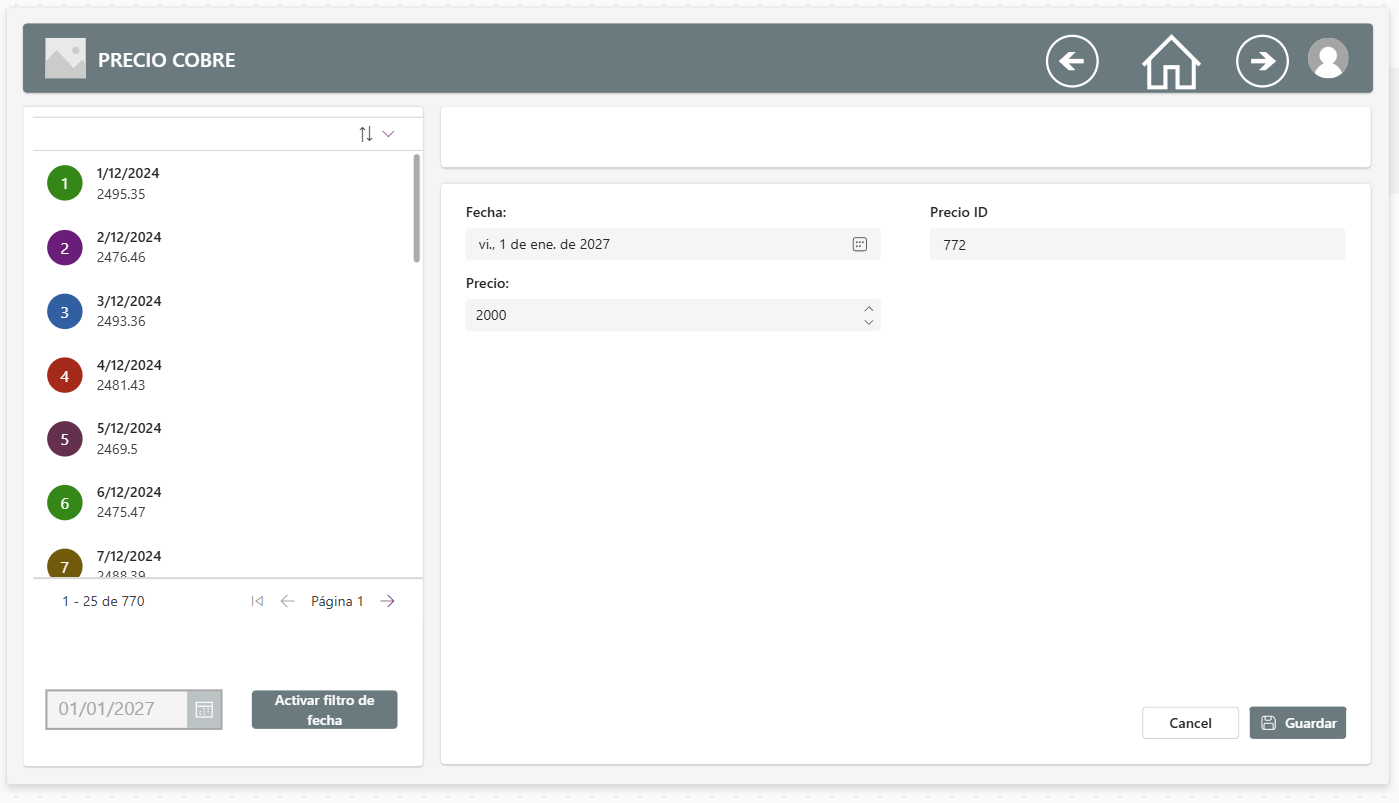 PRECIO COBRE
1
1/12/2024
2495.35
2
2/12/2024
2476.46
3
3/12/2024
2493.36
4
4/12/2024
2481.43
5
5/12/2024
2469.5
6
6/12/2024
2475.47
7
7/12/2024
2488.39
1 - 25 de 770
Página 1
01/01/2027
Activar filtro de
fecha
Fecha:
vi., 1 de ene. de 2027
Precio ID
772
Precio:
2000
Cancel
Guardar